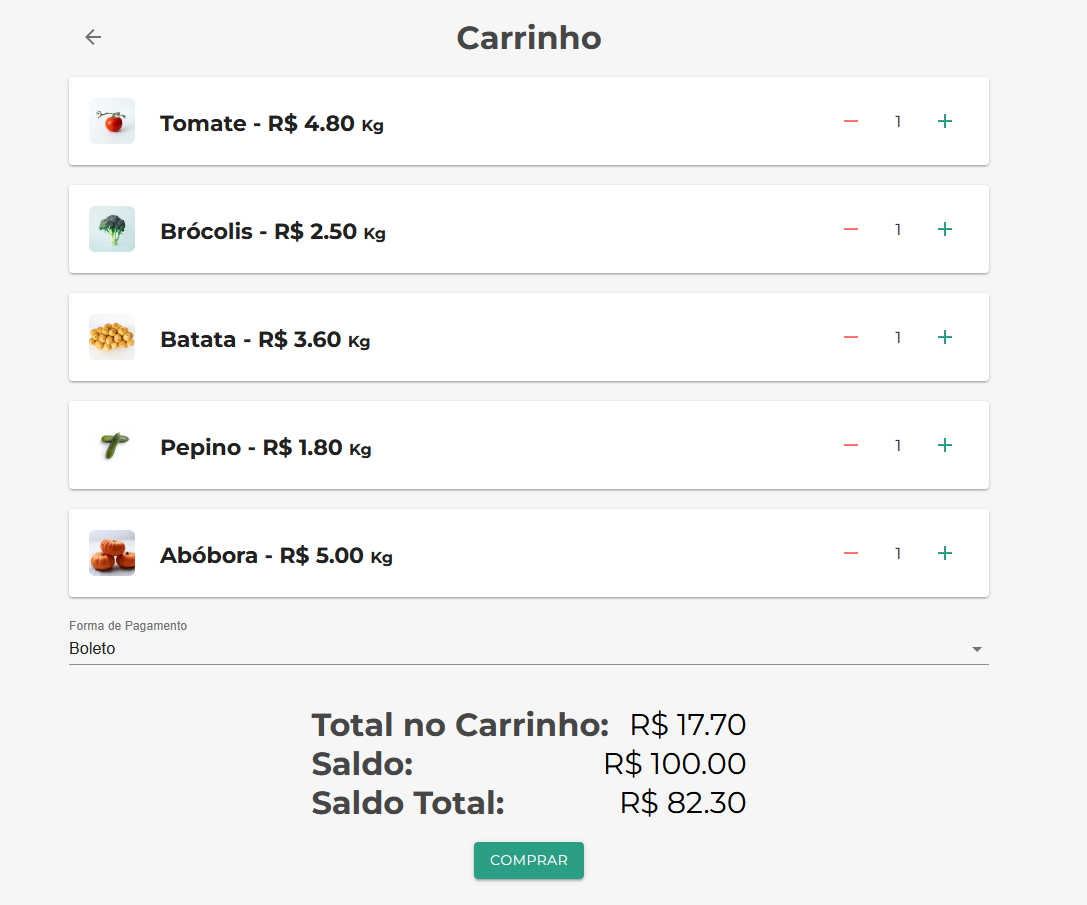 Carrinho
Tomate - R$ 4.80 Kg
1
Brócolis - R$ 2.50 Kg
1
Batata - R$ 3.60 Kg
1
Pepino - R$ 1.80 Kg
1
Abóbora - R$ 5.00 Kg
1
Forma de Pagamento
Boleto
Total no Carrinho: R$ 17.70
Saldo: R$ 100.00
Saldo Total: R$ 82.30
COMPRAR